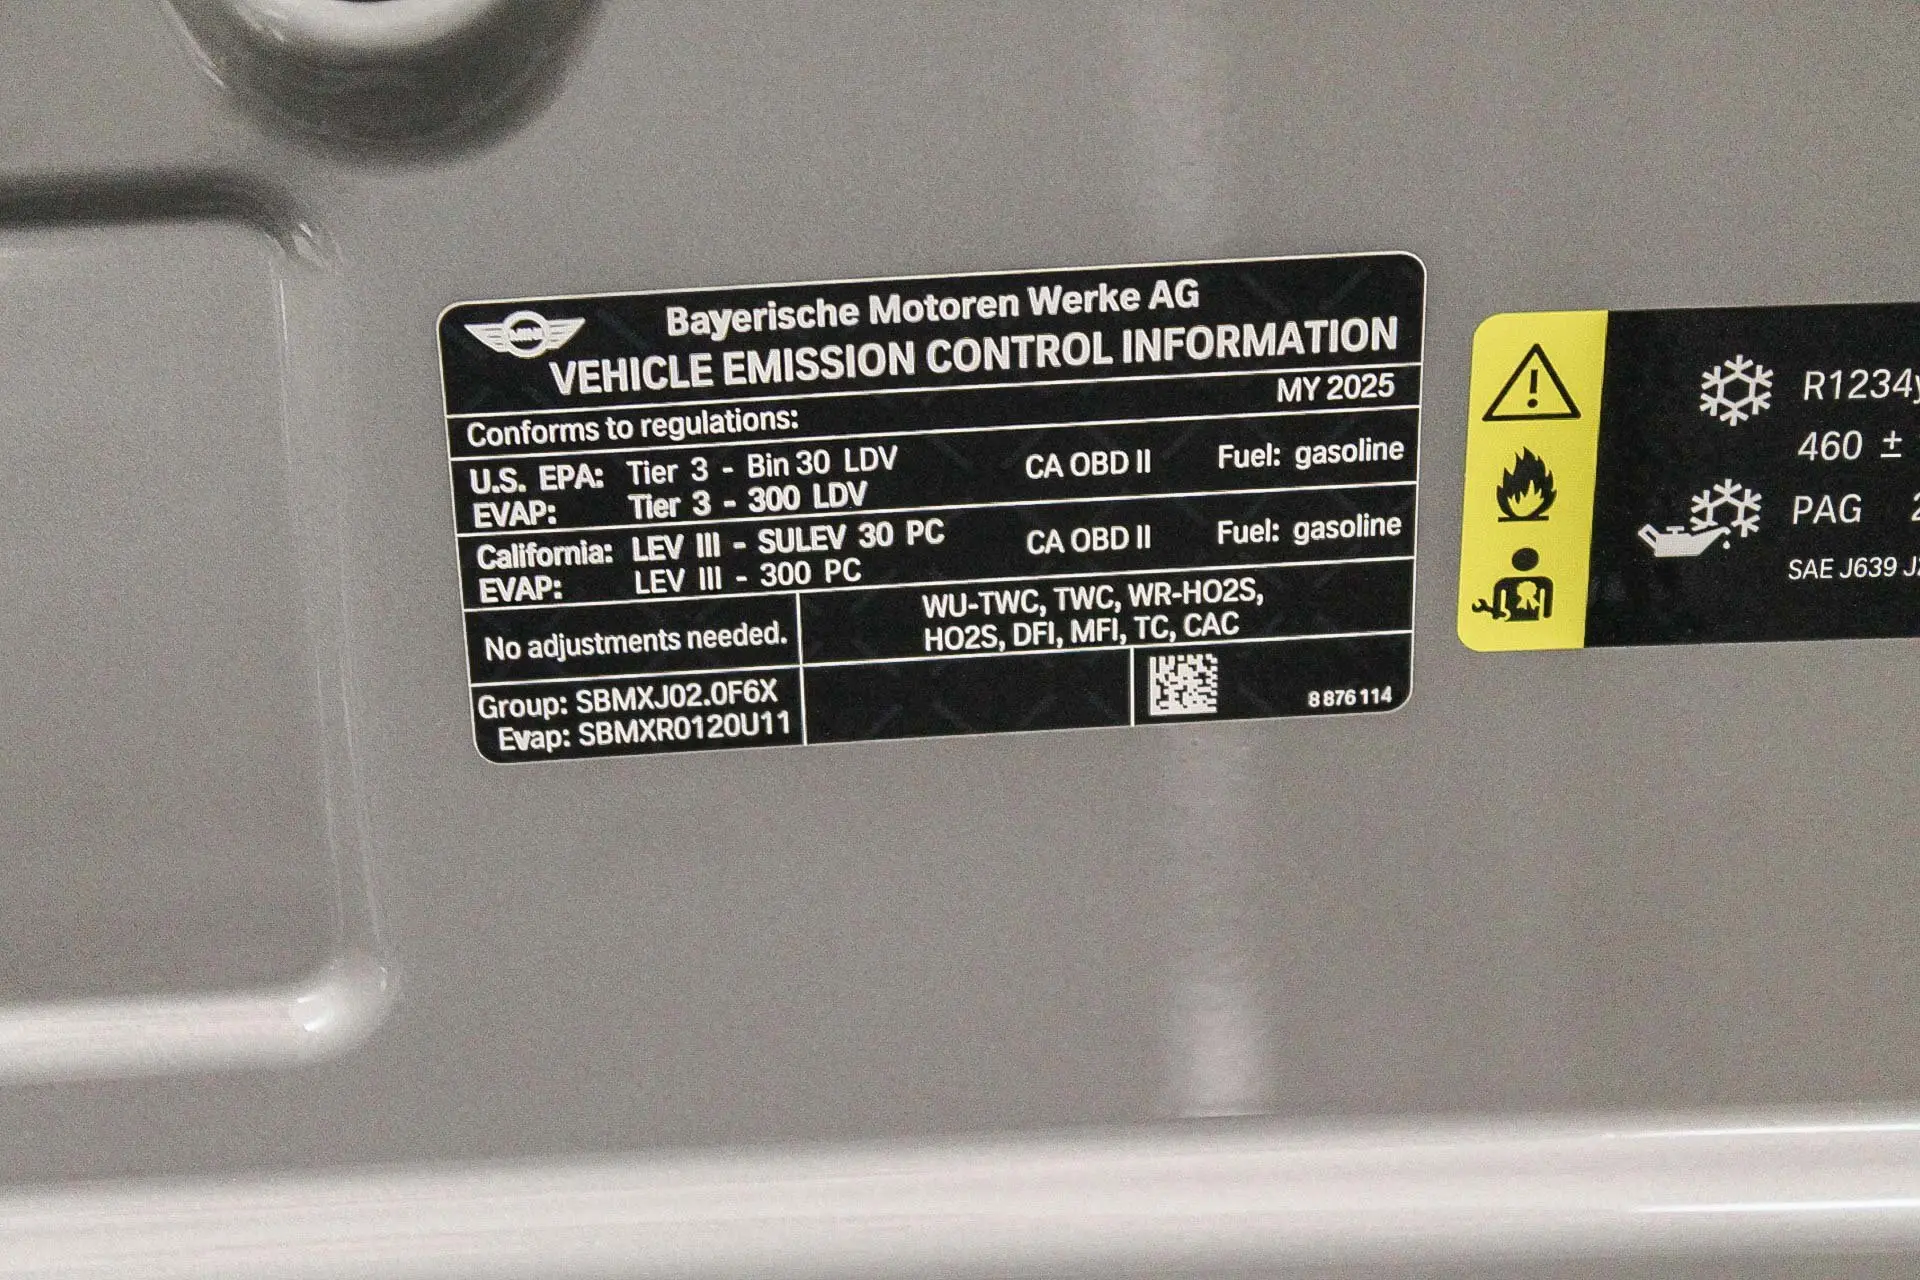 MINI
Bayerische Motoren Werke AG
VEHICLE EMISSION CONTROL INFORMATION
Conforms to regulations: MY 2025
U.S. EPA: Tier 3 - Bin 30 LDV CA OBD II Fuel: gasoline
EVAP: Tier 3 - 300 LDV
California: LEV III - SULEV 30 PC CA OBD II Fuel: gasoline
EVAP: LEV III - 300 PC
No adjustments needed.
WU-TWC, TWC, WR-HO2S,
HO2S, DFI, MFI, TC, CAC
Group: SBMXJ02.0F6X
Evap: SBMXR0120U11
8 876 114
R1234y
460 ±
PAG
SAE J639